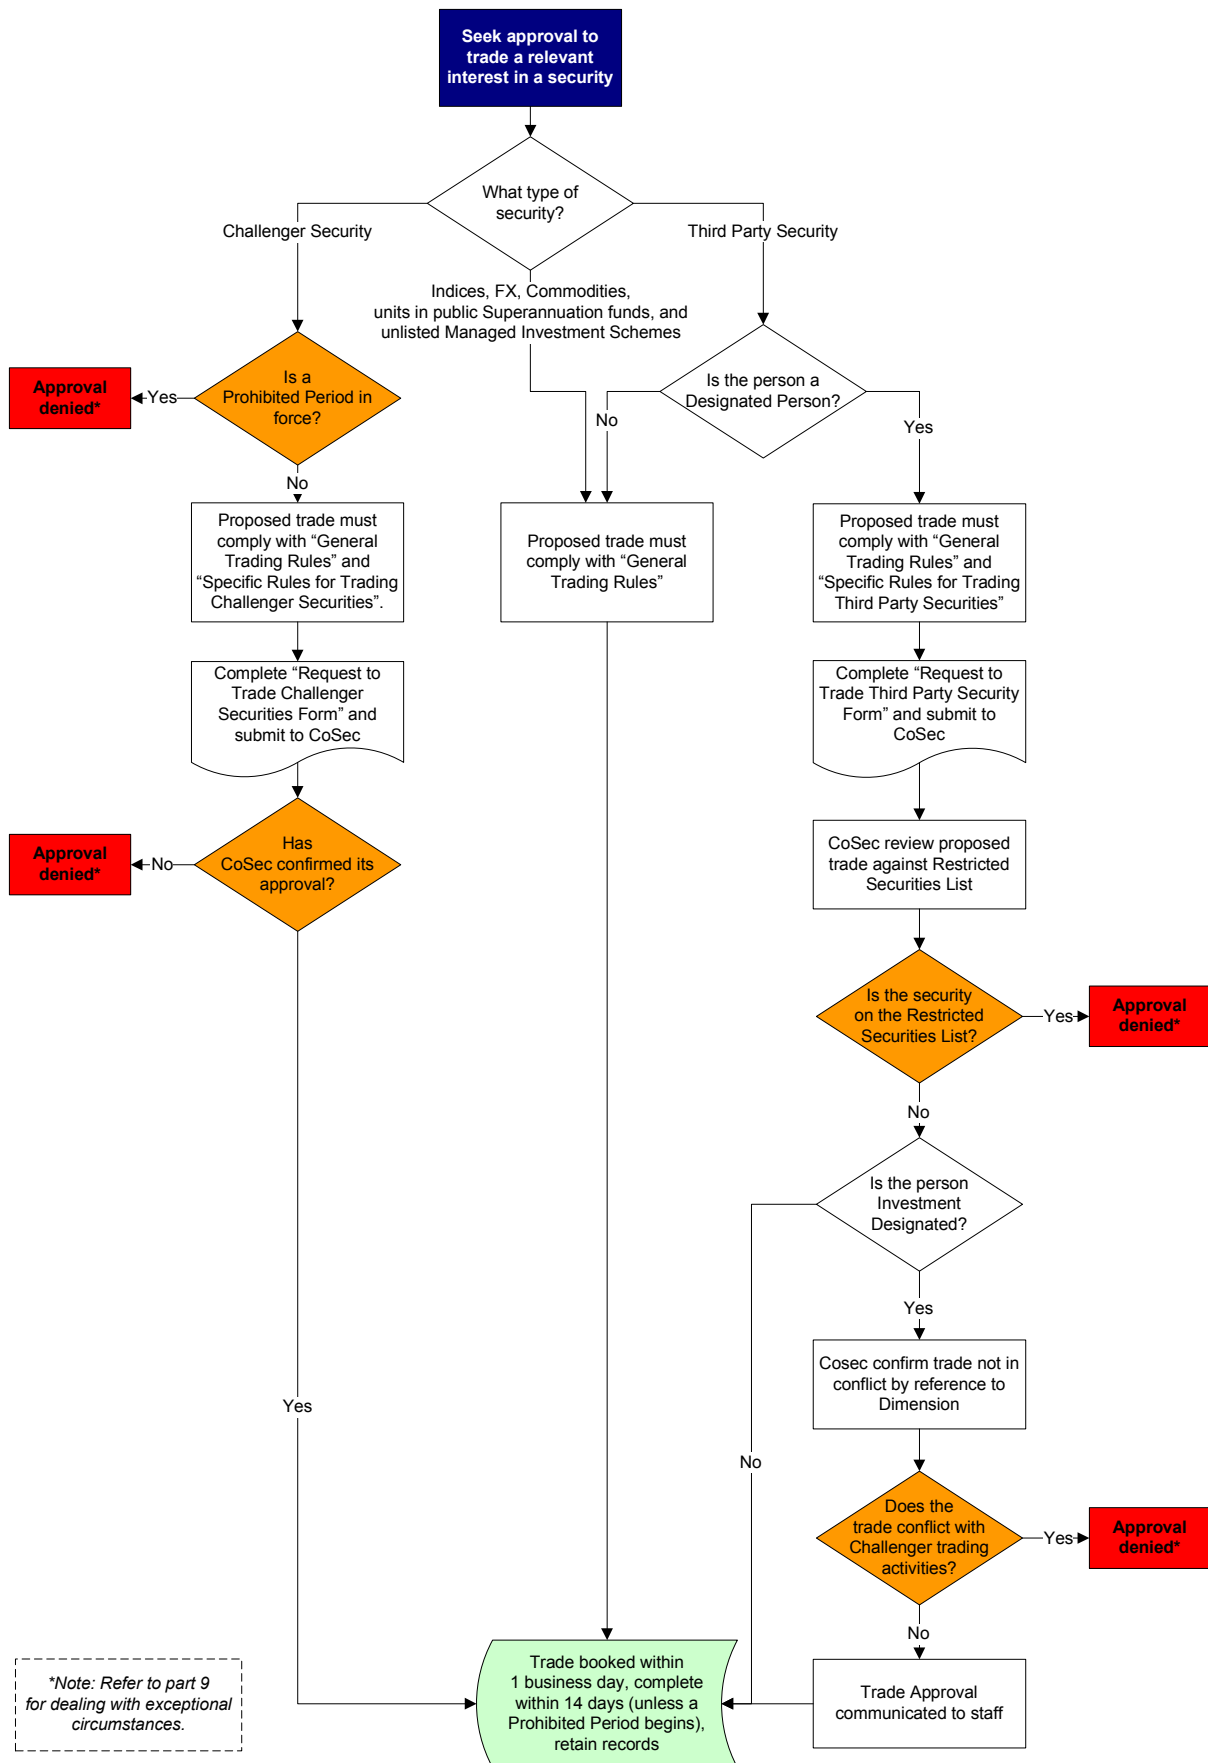 Seek approval to
trade a relevant
interest in a security
What type of
security?
Challenger Security
Third Party Security
Indices, FX, Commodities,
units in public Superannuation funds, and
unlisted Managed Investment Schemes
Is a
Prohibited Period in
force?
Yes
Approval
denied*
No
Is the person a
Designated Person?
No
Yes
Proposed trade must
comply with “General
Trading Rules” and
“Specific Rules for Trading
Challenger Securities”.
Proposed trade must
comply with “General
Trading Rules”
Proposed trade must
comply with “General
Trading Rules” and
“Specific Rules for Trading
Third Party Securities”
Complete “Request to
Trade Challenger
Securities Form” and
submit to CoSec
Complete “Request to
Trade Third Party Security
Form” and submit to
CoSec
Has
CoSec confirmed its
approval?
No
Approval
denied*
CoSec review proposed
trade against Restricted
Securities List
Is the security
on the Restricted
Securities List?
Yes
Approval
denied*
No
Is the person
Investment
Designated?
Yes
Cosec confirm trade not in
conflict by reference to
Dimension
Yes
No
Does the
trade conflict with
Challenger trading
activities?
Yes
Approval
denied*
No
Trade Approval
communicated to staff
Trade booked within
1 business day, complete
within 14 days (unless a
Prohibited Period begins),
retain records
*Note: Refer to part 9
for dealing with exceptional
circumstances.